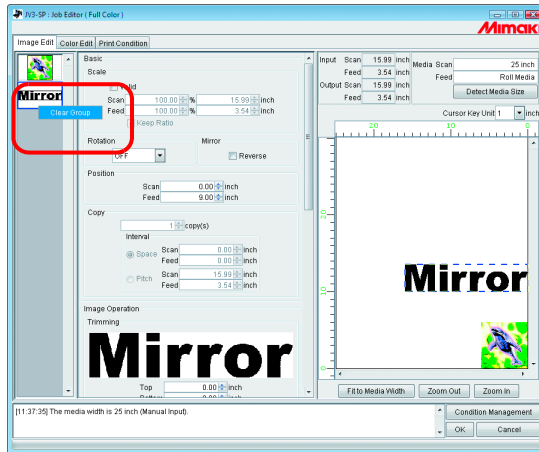 JV3-SP : Job Editor ( Full Color )
Mimaki
Image Edit Color Edit Print Condition
Mirror
Clear Group
Basic
Scale
Valid
Scan 100.00 % 15.99 inch
Feed 100.00 % 3.54 inch
Keep Ratio
Rotation Mirror
OFF Reverse
Position
Scan 0.00 inch
Feed 9.00 inch
Copy
1 copy(s)
Interval
Space Scan 0.00 inch
Feed 0.00 inch
Pitch Scan 15.99 inch
Feed 3.54 inch
Image Operation
Trimming
Mirror
Top 0.00 inch
Input Scan 15.99 inch
Feed 3.54 inch
Output Scan 15.99 inch
Feed 3.54 inch
Media Scan 25 inch
Feed Roll Media
Detect Media Size
Cursor Key Unit 1 inch
20 10 0
20
10
0
Mirror
Fit to Media Width Zoom Out Zoom In
[11:37:35] The media width is 25 inch (Manual Input).
Condition Management
OK Cancel